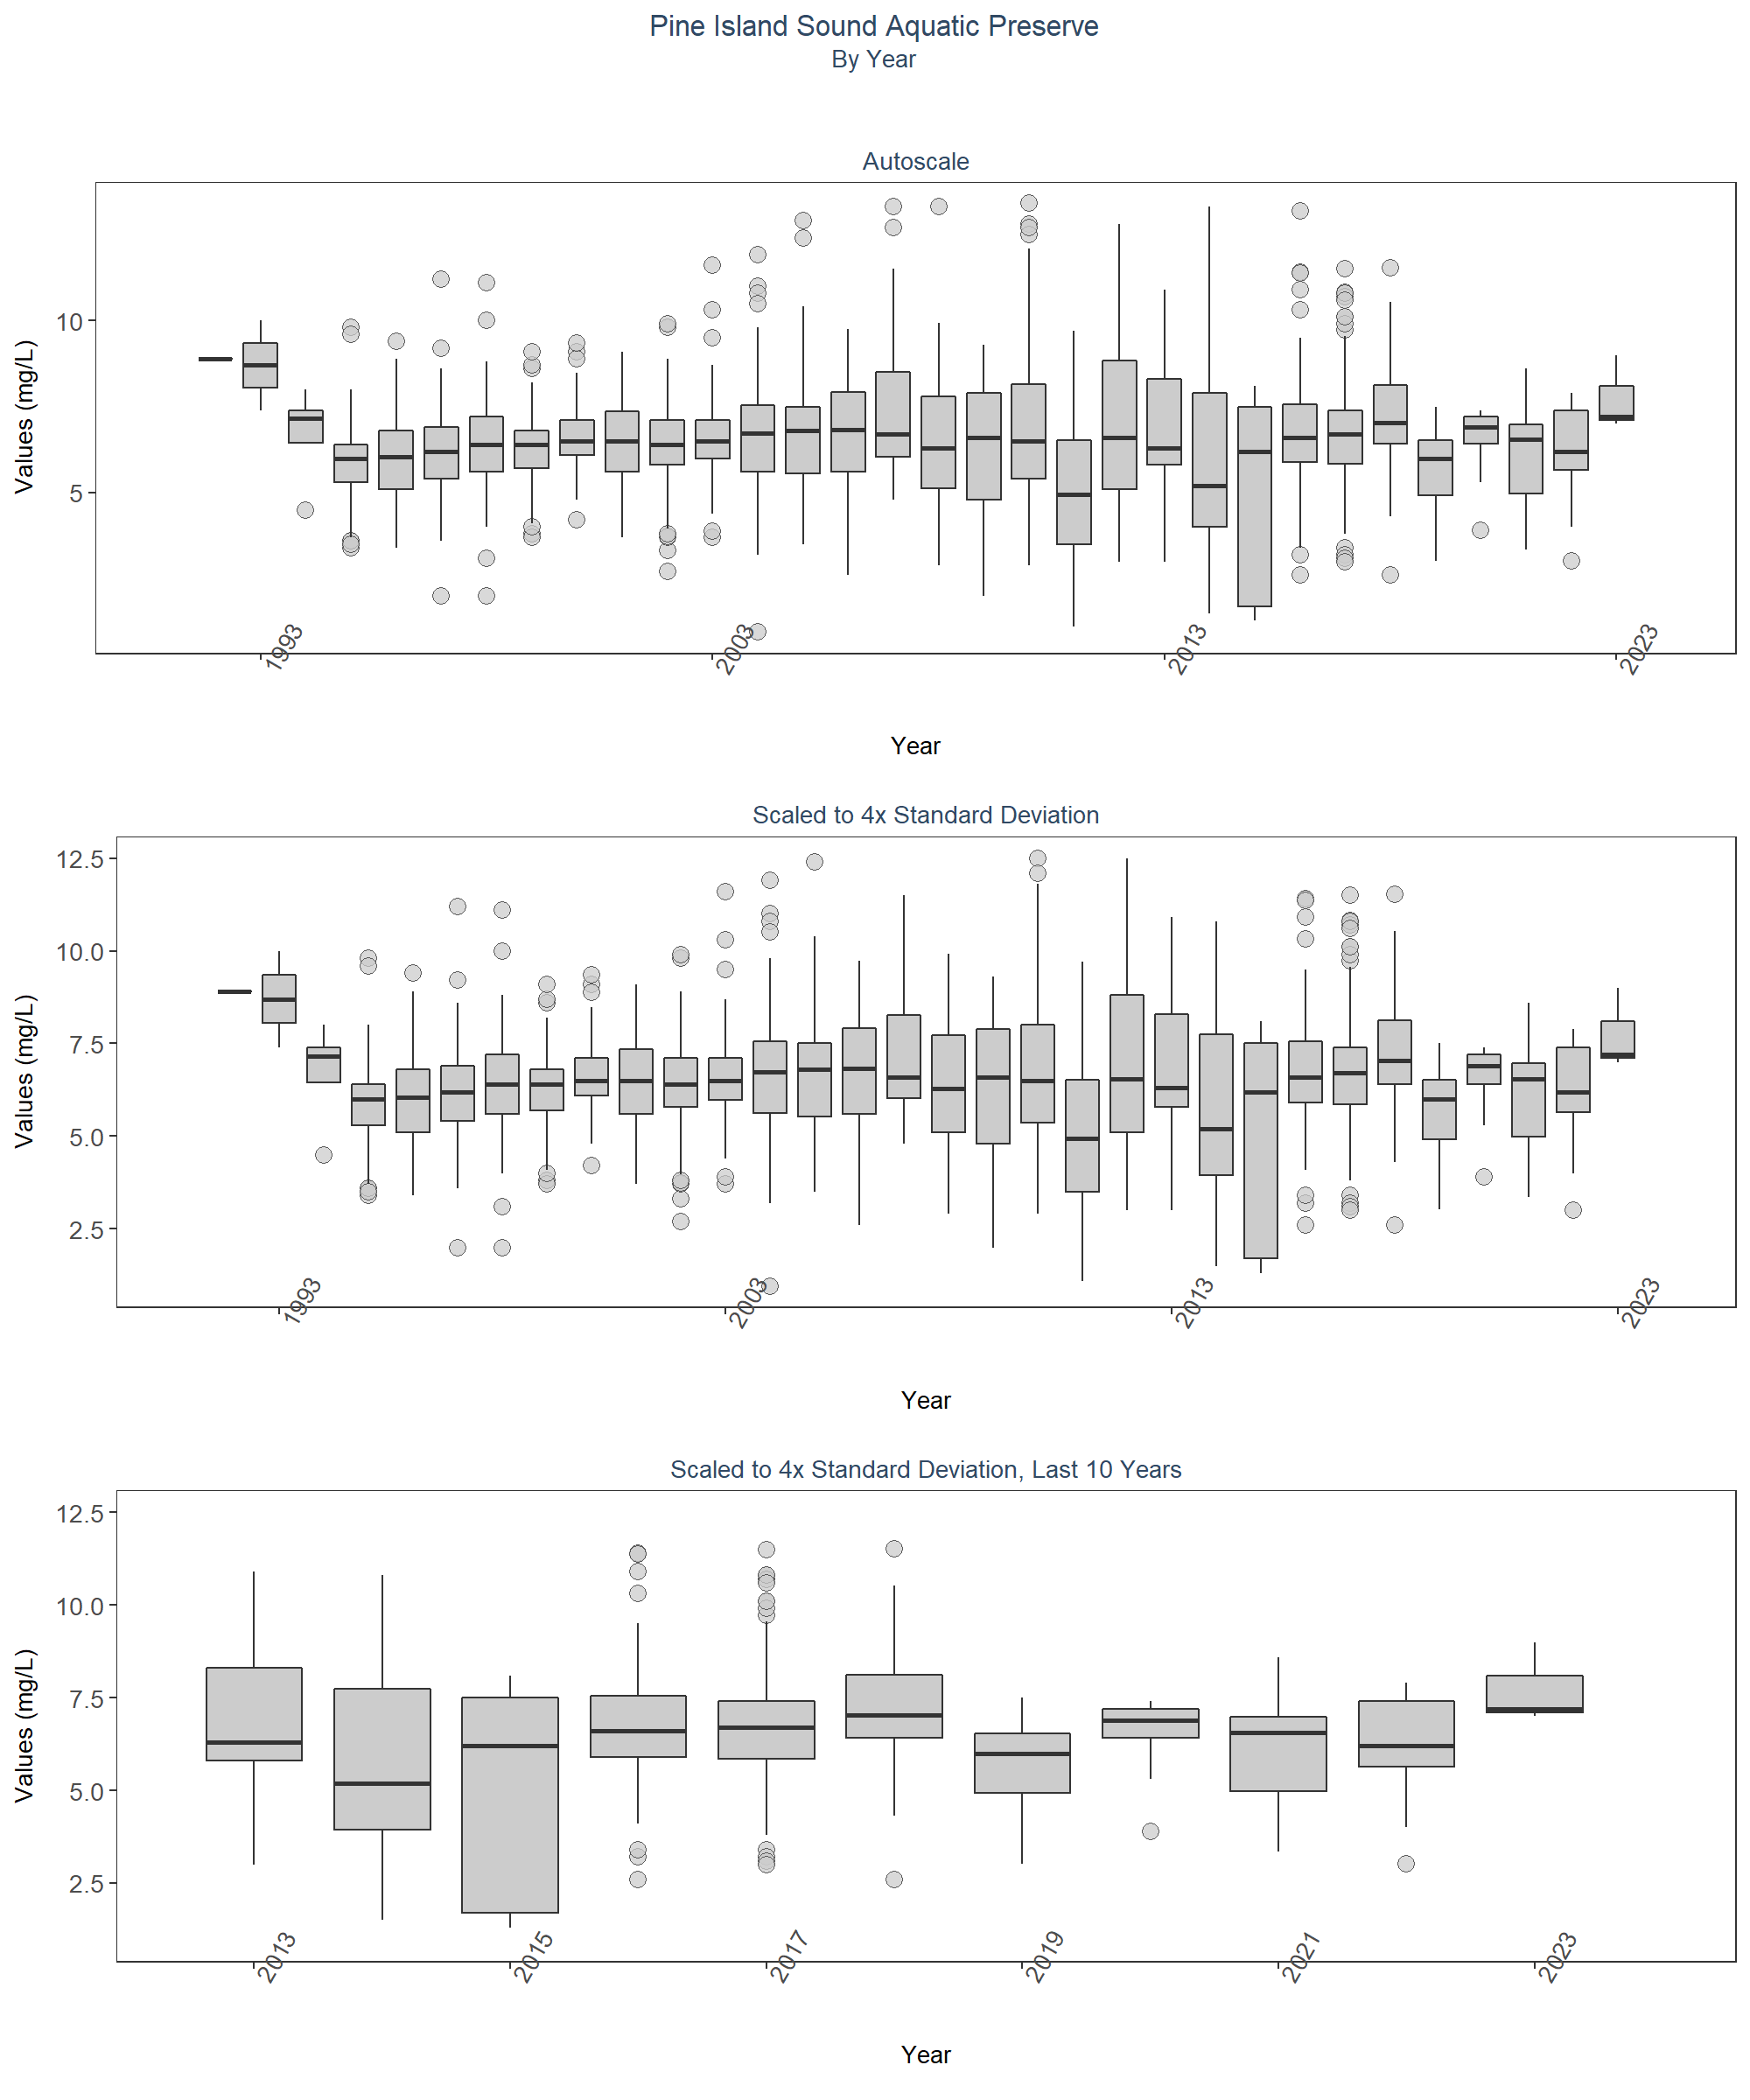 Pine Island Sound Aquatic Preserve
By Year
Autoscale
Values (mg/L)
10
5
1993
2003
2013
2023
Year
Scaled to 4x Standard Deviation
Values (mg/L)
12.5
10.0
7.5
5.0
2.5
1993
2003
2013
2023
Year
Scaled to 4x Standard Deviation, Last 10 Years
Values (mg/L)
12.5
10.0
7.5
5.0
2.5
2013
2015
2017
2019
2021
2023
Year